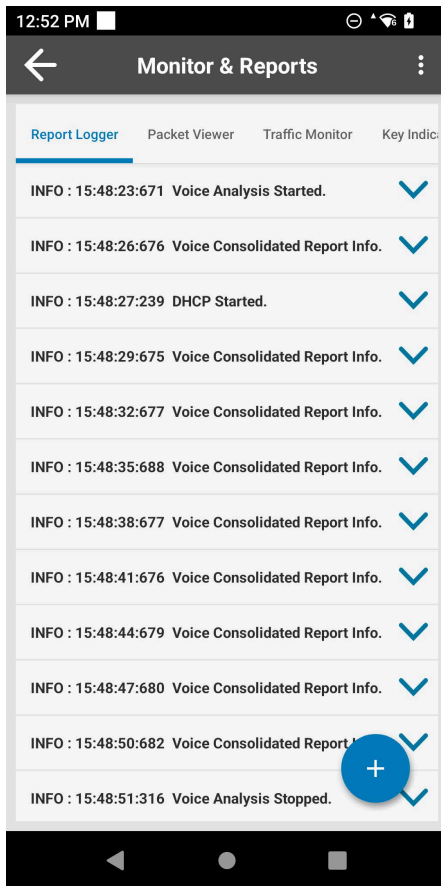 12:52 PM
Monitor & Reports
Report Logger Packet Viewer Traffic Monitor Key Indic
INFO : 15:48:23:671 Voice Analysis Started.
INFO : 15:48:26:676 Voice Consolidated Report Info.
INFO : 15:48:27:239 DHCP Started.
INFO : 15:48:29:675 Voice Consolidated Report Info.
INFO : 15:48:32:677 Voice Consolidated Report Info.
INFO : 15:48:35:688 Voice Consolidated Report Info.
INFO : 15:48:38:677 Voice Consolidated Report Info.
INFO : 15:48:41:676 Voice Consolidated Report Info.
INFO : 15:48:44:679 Voice Consolidated Report Info.
INFO : 15:48:47:680 Voice Consolidated Report Info.
INFO : 15:48:50:682 Voice Consolidated Report
INFO : 15:48:51:316 Voice Analysis Stopped.